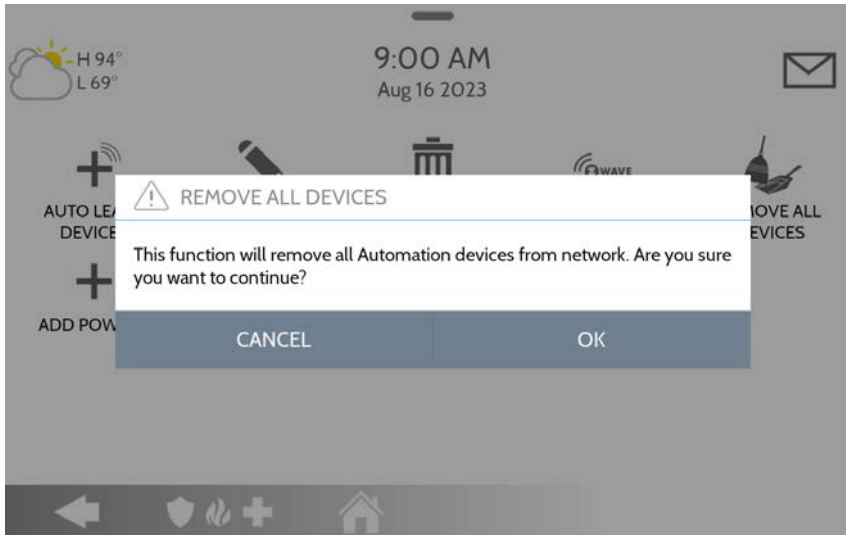 H 94°
L 69°
9:00 AM
Aug 16 2023
WAVE
AUTO LEA
DEVICE
OVE ALL
EVICES
REMOVE ALL DEVICES
This function will remove all Automation devices from network. Are you sure
you want to continue?
ADD POW
CANCEL
OK